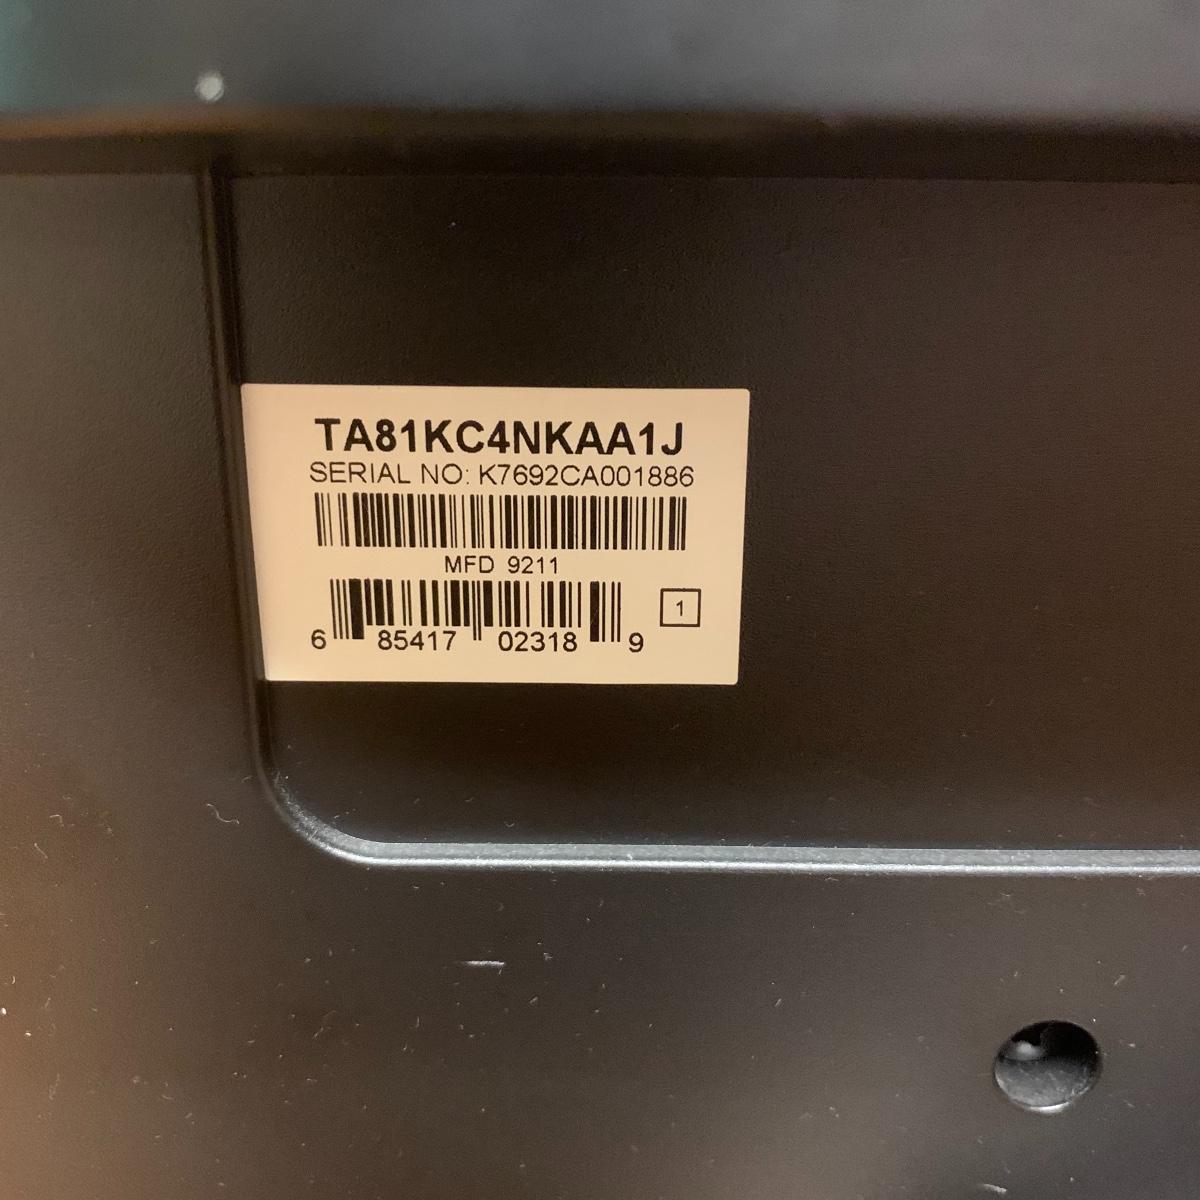 TA81KC4NKAA1J
SERIAL NO: K7692CA001886
MFD 9211
1
6 85417 02318 9